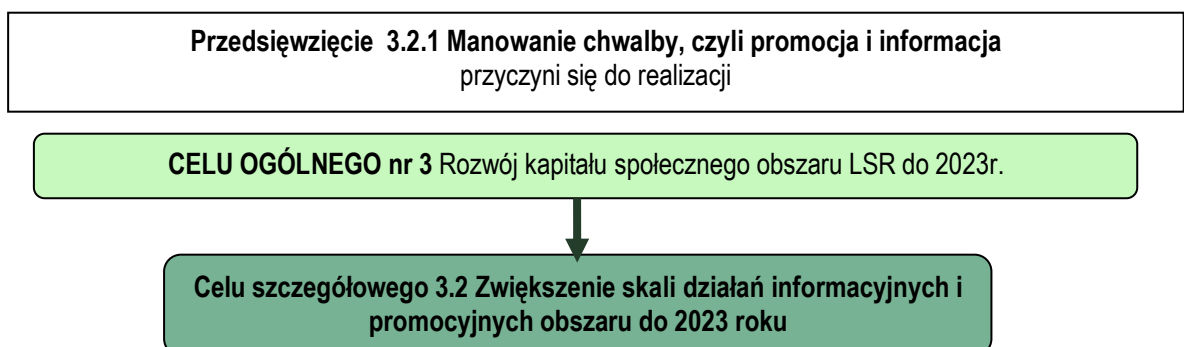 Przedsięwzięcie 3.2.1 Manowanie chwalby, czyli promocja i informacja
przyczyni się do realizacji
CELU OGÓLNEGO nr 3 Rozwój kapitału społecznego obszaru LSR do 2023r.
Celu szczegółowego 3.2 Zwiększenie skali działań informacyjnych i
promocyjnych obszaru do 2023 roku